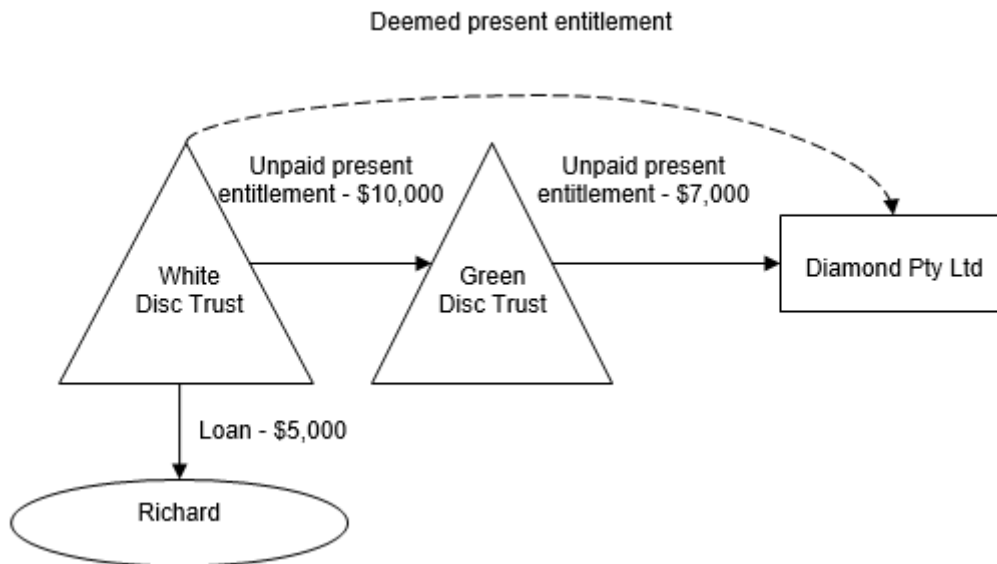 Deemed present entitlement
Unpaid present
entitlement - $10,000
Unpaid present
entitlement - $7,000
White
Disc Trust
Green
Disc Trust
Diamond Pty Ltd
Loan - $5,000
Richard